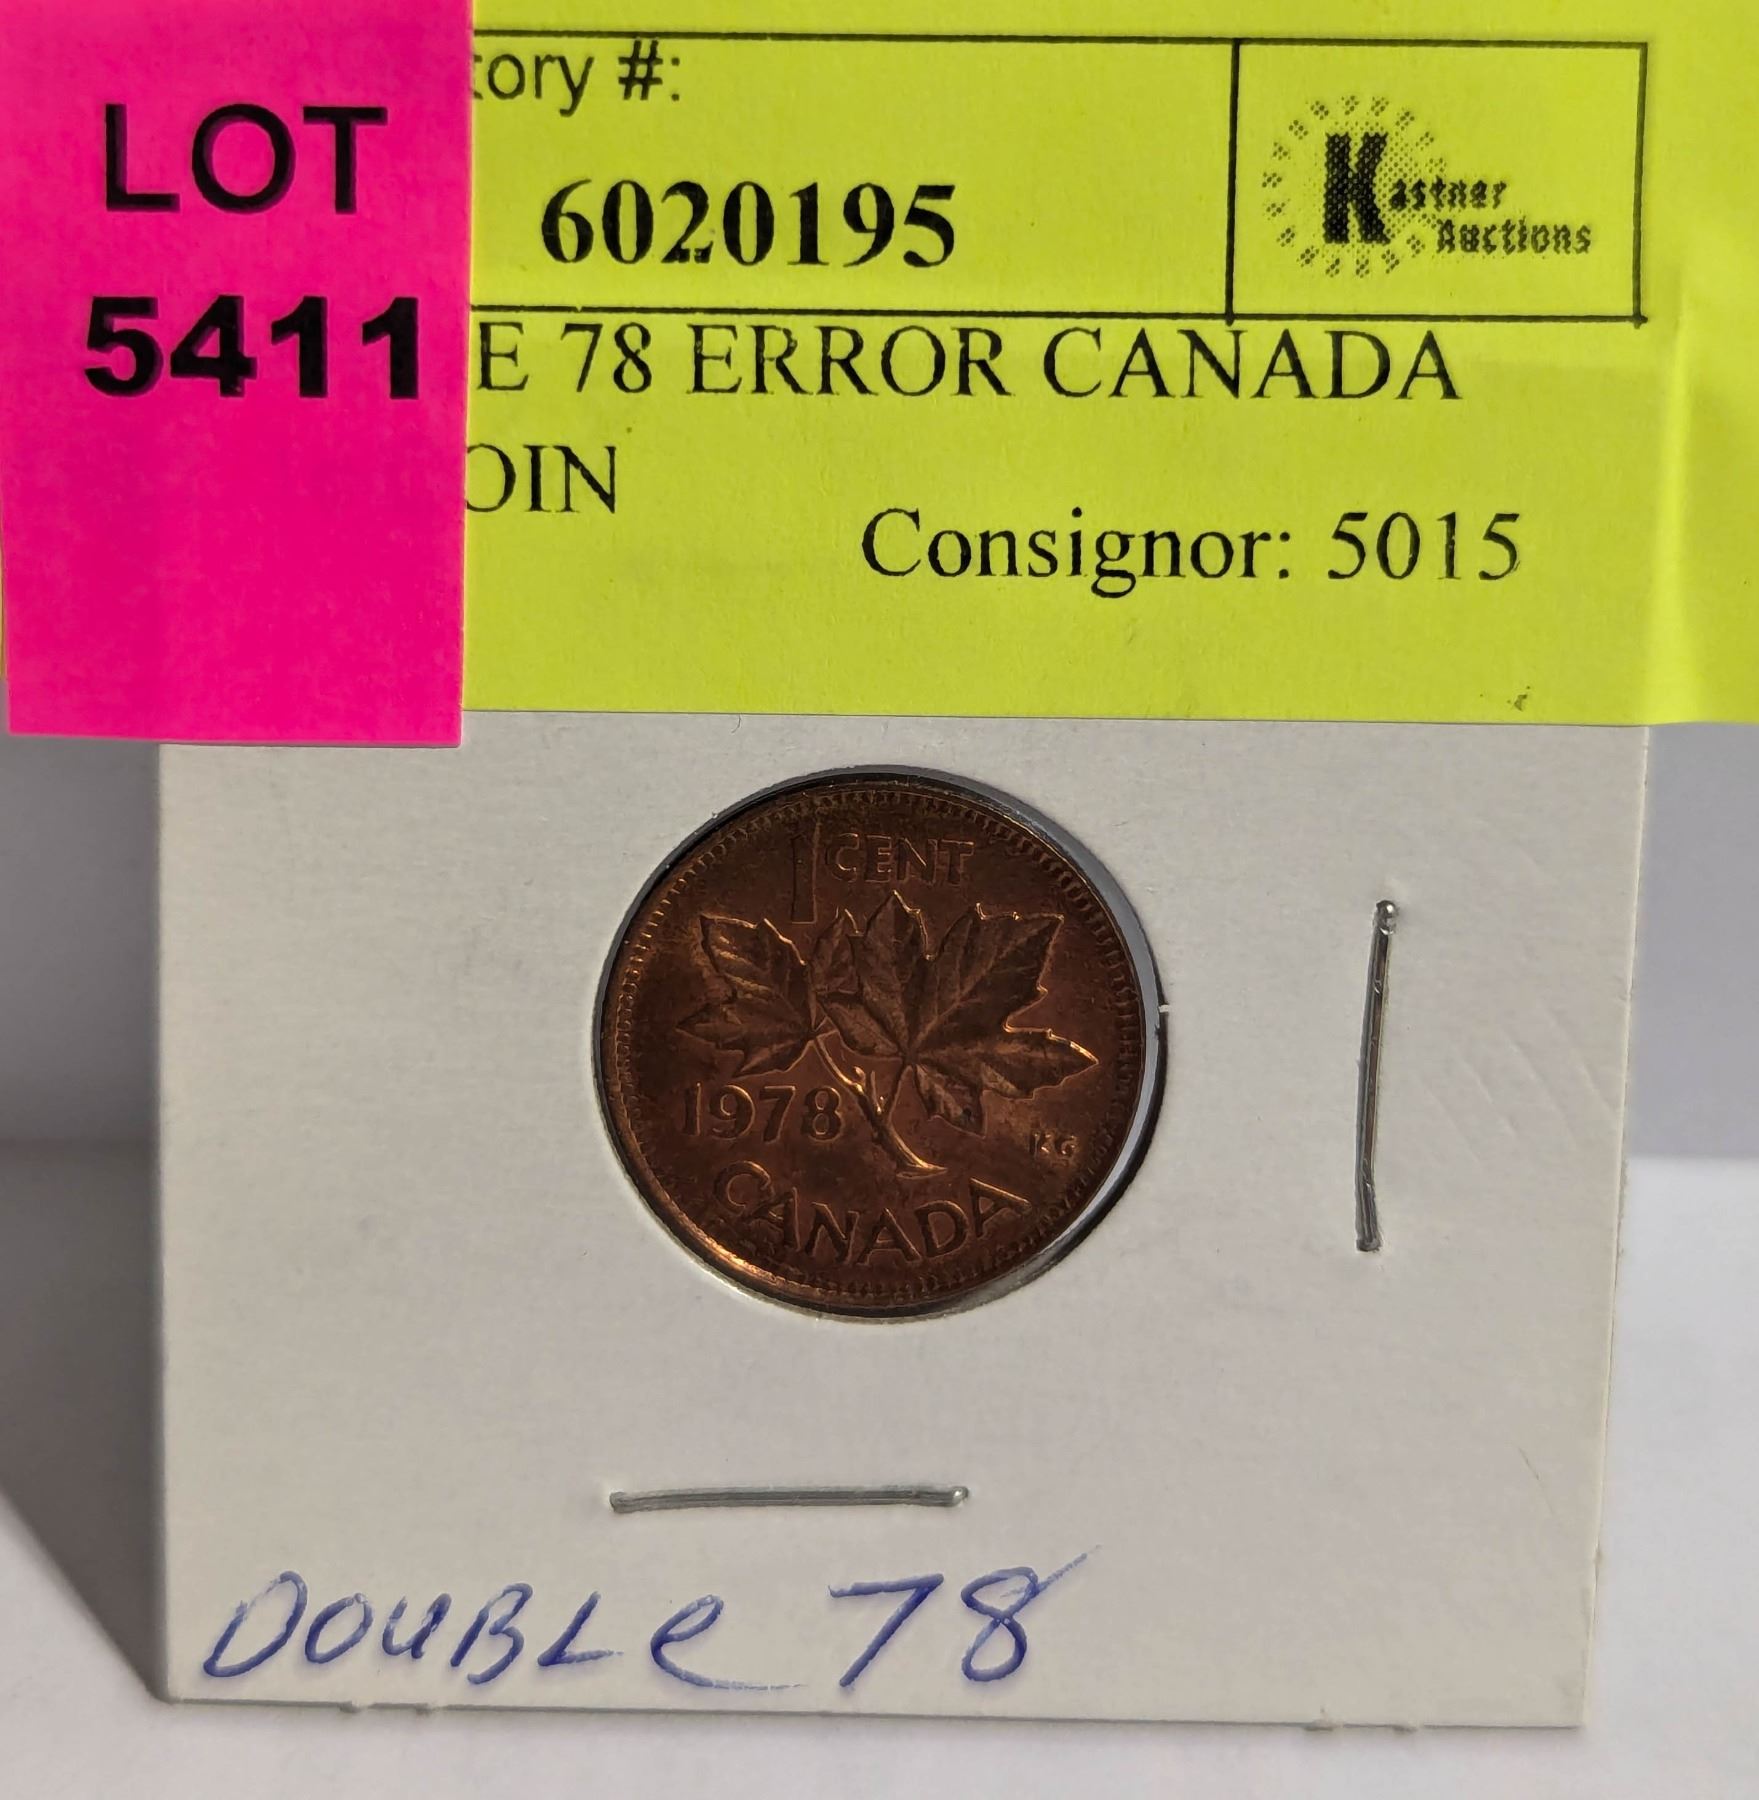 LOT
5411
tory #:
6020195
Kastner
Auctions
E 78 ERROR CANADA
OIN
Consignor: 5015
1 CENT
1978
KG
CANADA
DOUBLe 78